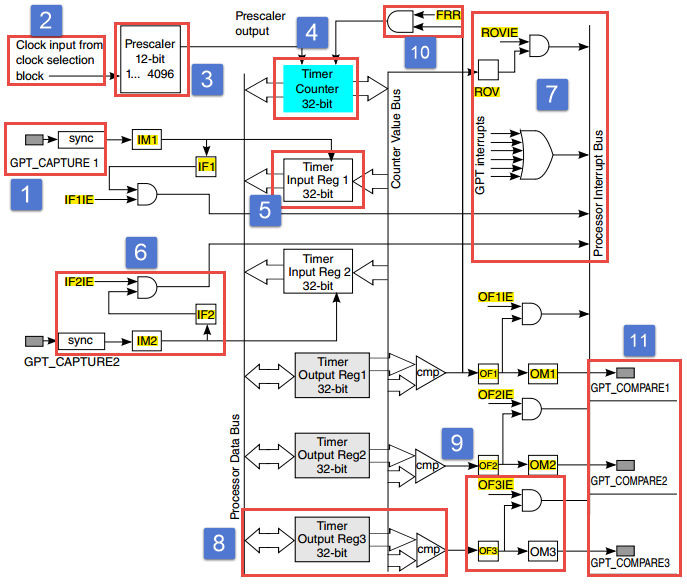 2
Clock input from
clock selection
block
Prescaler
12-bit
1... 4096
3
Prescaler
output
4
Timer
Counter
32-bit
FRR
10
ROVIE
ROV
7
GPT interrupts
Processor Interrupt Bus
Counter Value Bus
sync
GPT_CAPTURE 1
1
IM1
IF1
IF1IE
Timer
Input Reg 1
32-bit
5
6
IF2IE
IF2
sync
IM2
GPT_CAPTURE2
Timer
Input Reg 2
32-bit
OF1IE
Timer
Output Reg1
32-bit
cmp
OF1
OM1
11
GPT_COMPARE1
OF2IE
Processor Data Bus
Timer
Output Reg2
32-bit
cmp
9
OF2
OM2
GPT_COMPARE2
OF3IE
8
Timer
Output Reg3
32-bit
cmp
OF3
OM3
GPT_COMPARE3